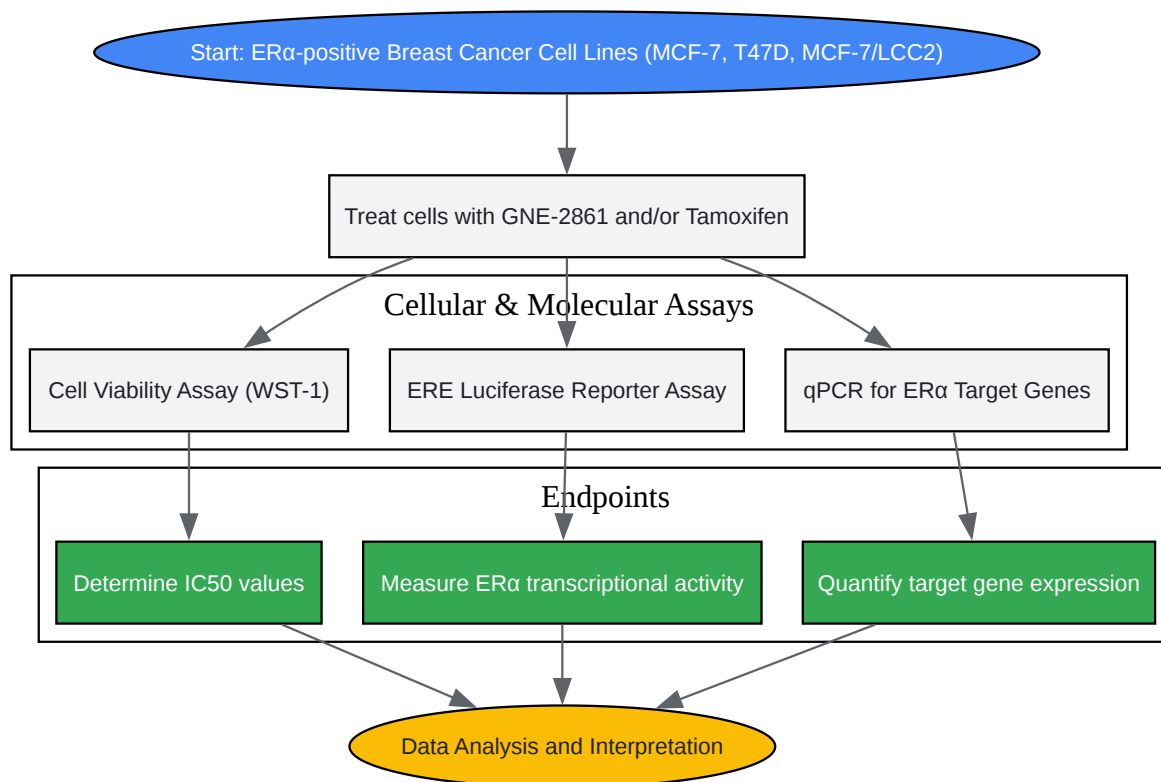 Start: ERα-positive Breast Cancer Cell Lines (MCF-7, T47D, MCF-7/LCC2)
Treat cells with GNE-2861 and/or Tamoxifen
Cellular & Molecular Assays
Cell Viability Assay (WST-1)
ERE Luciferase Reporter Assay
qPCR for ERα Target Genes
Endpoints
Determine IC50 values
Measure ERα transcriptional activity
Quantify target gene expression
Data Analysis and Interpretation